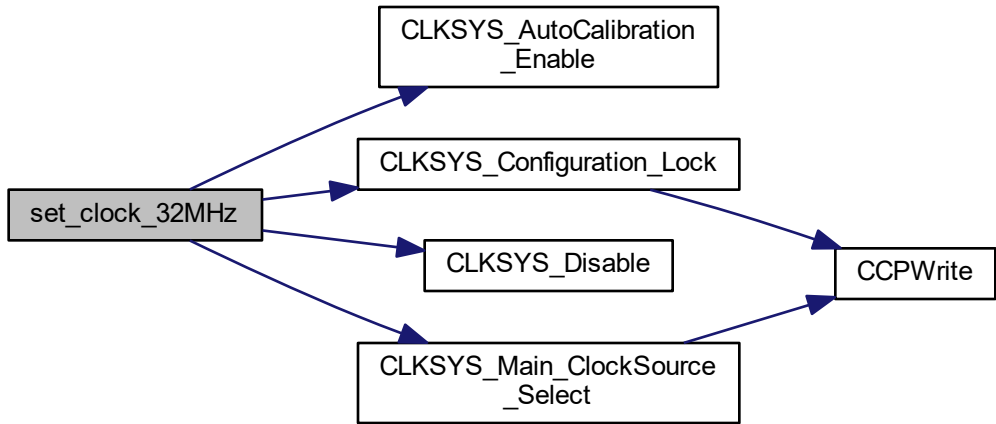 CLKSYS_AutoCalibration
_Enable
CLKSYS_Configuration_Lock
set_clock_32MHz
CLKSYS_Disable
CCPWrite
CLKSYS_Main_ClockSource
_Select